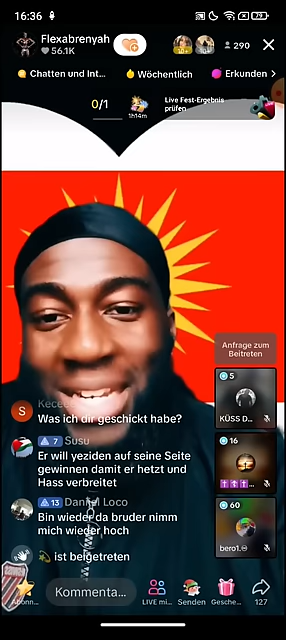 16:36
79
Flexabrenyah
56.1K
290
Chatten und Int...
Wöchentlich
Erkunden
0/1
1h14m
Live Fest-Ergebnis
prüfen
Anfrage zum
Beitreten
5
KÜSS D...
16
60
bero1.
S
Was ich dir geschickt habe?
7 Susu
Er will yeziden auf seine Seite
gewinnen damit er hetzt und
Hass verbreitet
13 Daniel Loco
Bin wieder da bruder nimm
mich wieder hoch
ist beigetreten
Abonn...
Kommenta...
LIVE mi...
Senden
Gesche...
127